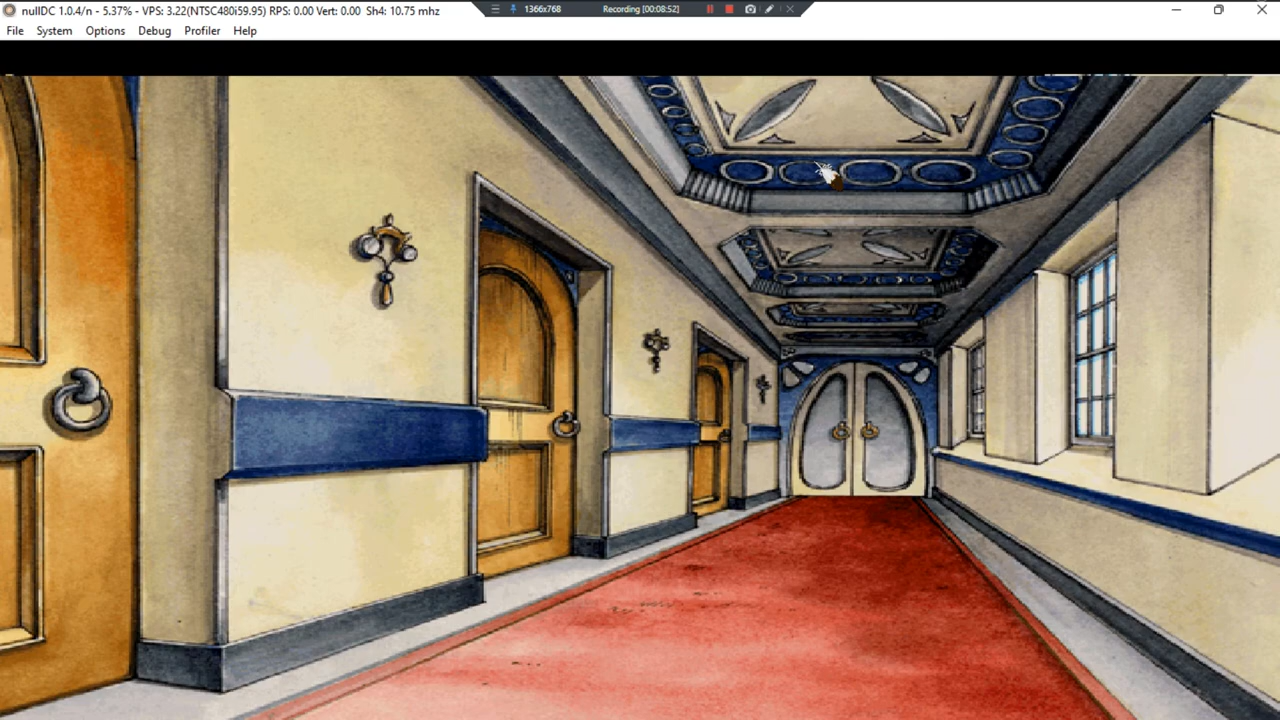 nullDC 1.0.4/n - 5.37% - VPS: 3.22(NTSC480i59.95) RPS: 0.00 Vert: 0.00 Sh4: 10.75 mhz
1366x768
Recording [00:08:52]
File System Options Debug Profiler Help